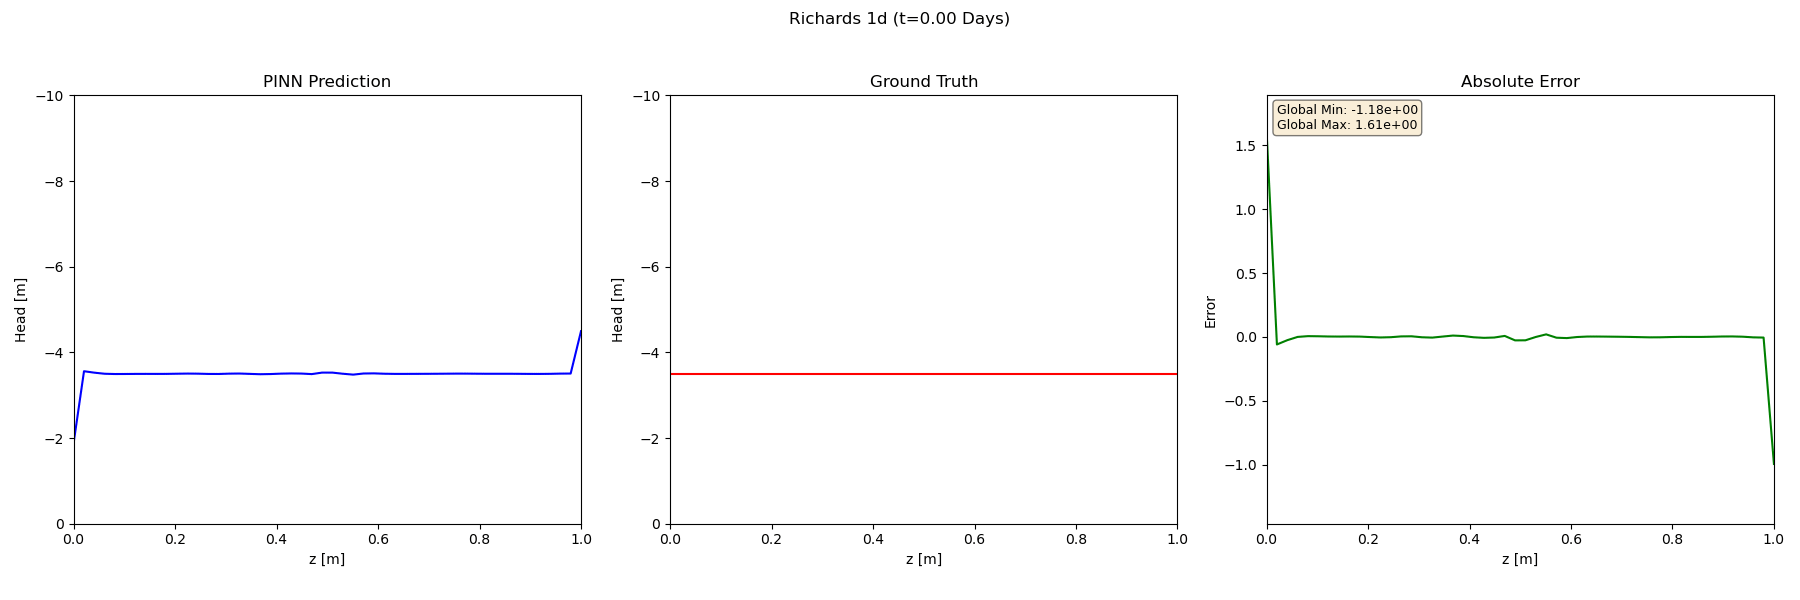 Richards 1d (t=0.00 Days)
PINN Prediction
−10
−8
−6
−4
−2
0
Head [m]
0.0 0.2 0.4 0.6 0.8 1.0
z [m]
Ground Truth
−10
−8
−6
−4
−2
0
Head [m]
0.0 0.2 0.4 0.6 0.8 1.0
z [m]
Absolute Error
Global Min: -1.18e+00
Global Max: 1.61e+00
1.5
1.0
0.5
0.0
−0.5
−1.0
Error
0.0 0.2 0.4 0.6 0.8 1.0
z [m]